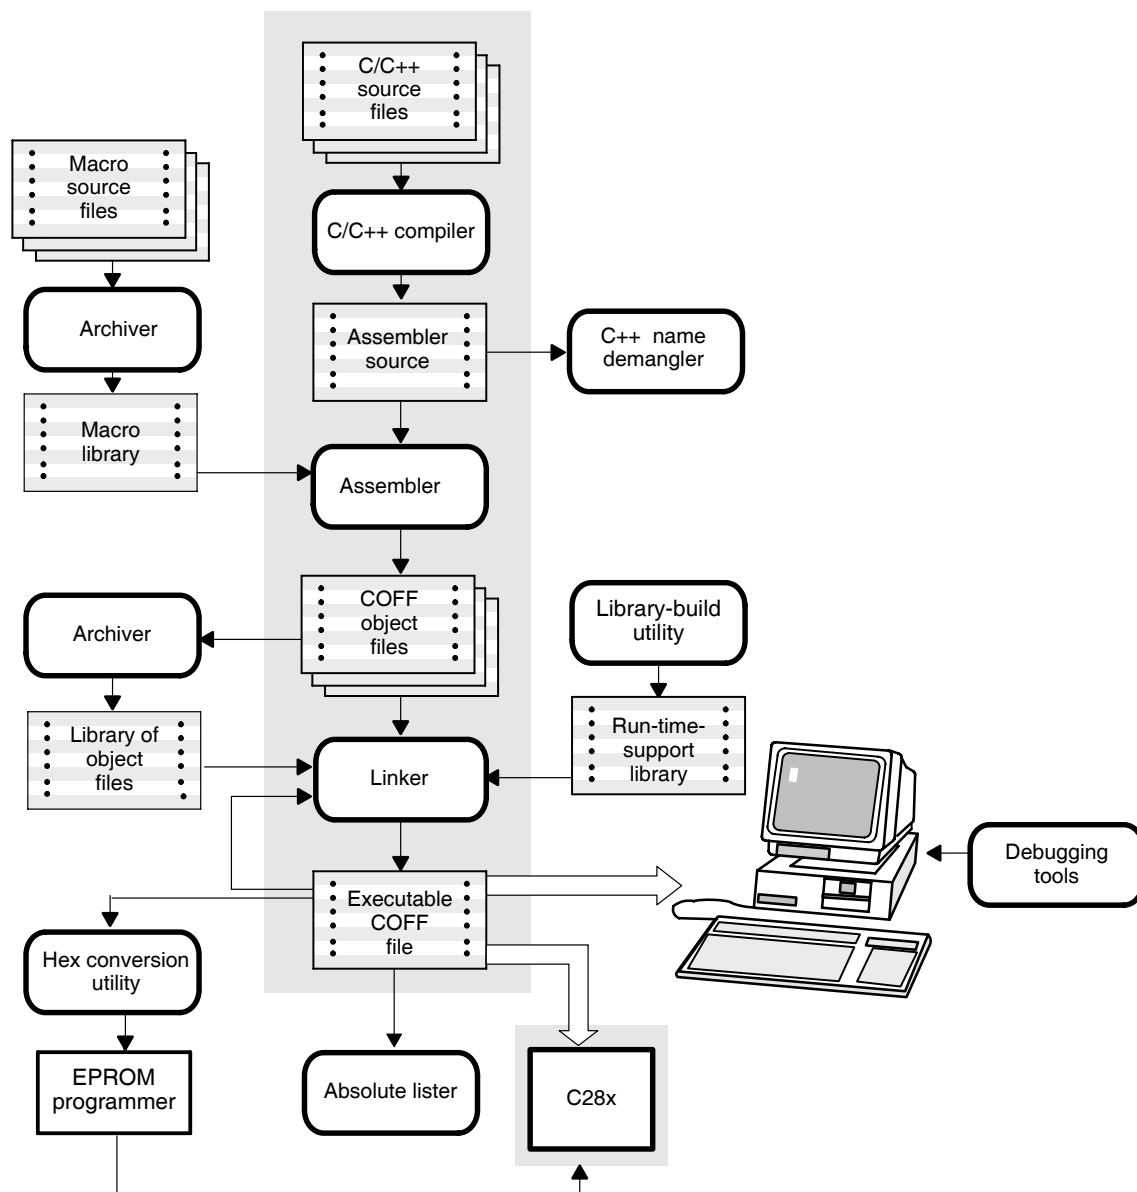 C/C++
source
files
Macro
source
files
C/C++ compiler
Archiver
Assembler
source
C++ name
demangler
Macro
library
Assembler
COFF
object
files
Library-build
utility
Archiver
Library of
object
files
Run-time-
support
library
Linker
Debugging
tools
Executable
COFF
file
Hex conversion
utility
EPROM
programmer
Absolute lister
C28x